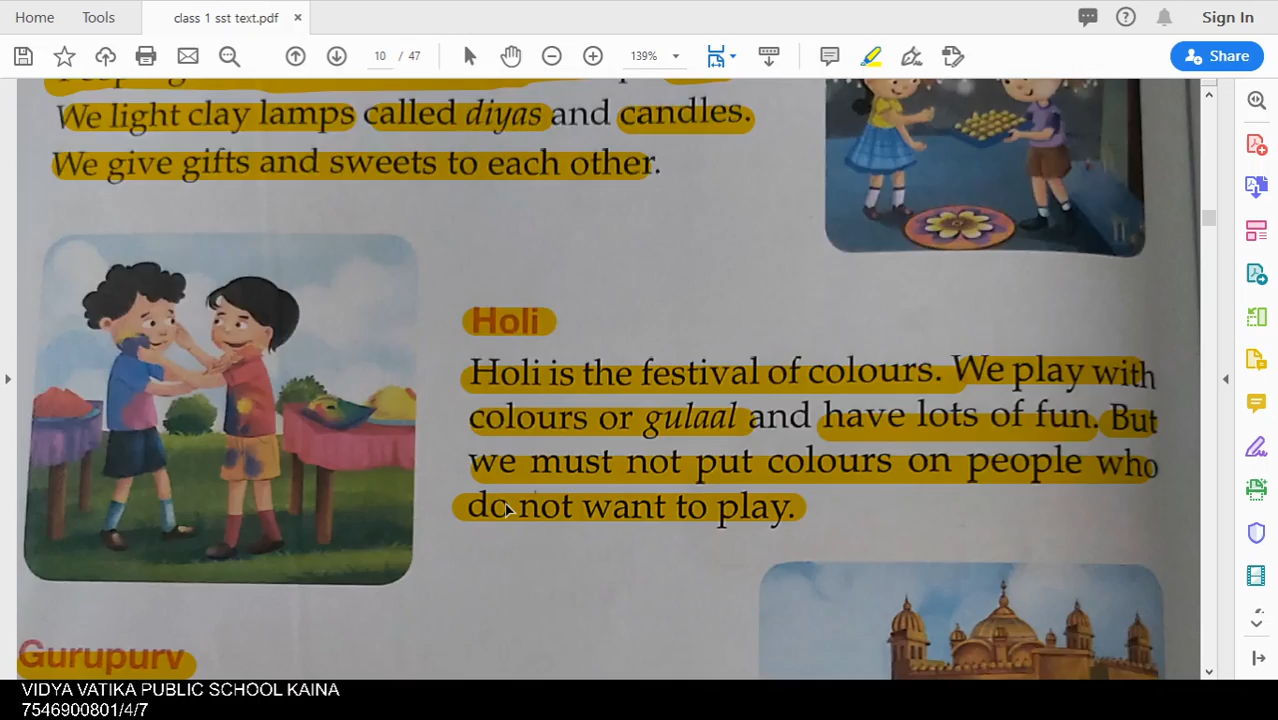 Home Tools class 1 sst text.pdf × Sign In
10 / 47 139% Share
We light clay lamps called diyas and candles.
We give gifts and sweets to each other.
Holi
Holi is the festival of colours. We play with
colours or gulaal and have lots of fun. But
we must not put colours on people who
do not want to play.
Gurupurv
VIDYA VATIKA PUBLIC SCHOOL KAINA
7546900801/4/7